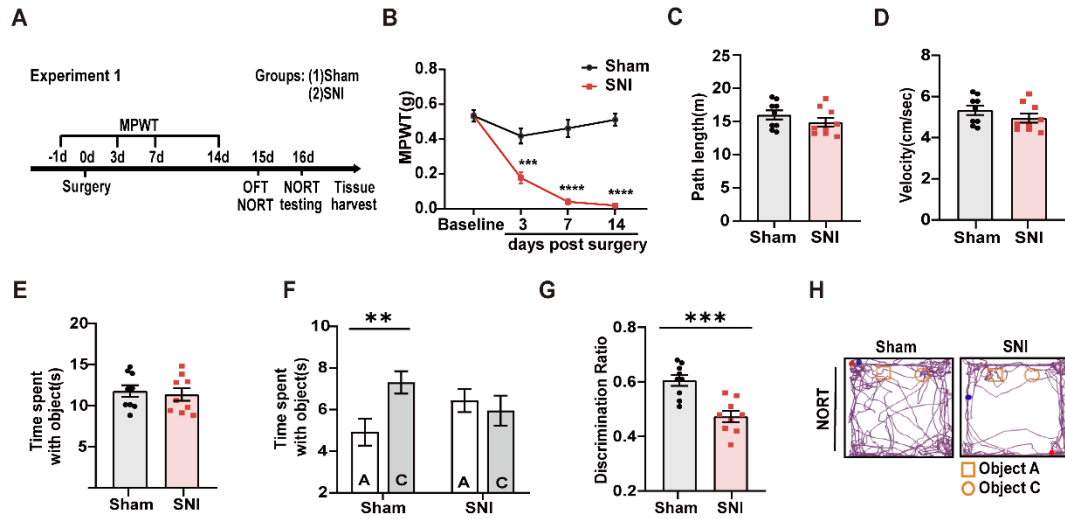 A
Experiment 1
Groups: (1)Sham
(2)SNI
MPWT
-1d 0d 3d 7d 14d 15d 16d
Surgery
OFT NORT Tissue
NORT testing harvest
B
MPWT(g)
0.8
0.6
0.4
0.2
0.0
Sham
SNI
***
****
****
Baseline 3 7 14
days post surgery
C
Path length(m)
25
20
15
10
5
0
Sham SNI
D
Velocity(cm/sec)
8
6
4
2
0
Sham SNI
E
Time spent
with object(s)
20
15
10
5
0
Sham SNI
F
Time spent
with object(s)
10
8
6
4
2
**
A C A C
Sham SNI
G
Discrimination Ratio
0.8
0.6
0.4
0.2
***
Sham SNI
H
Sham SNI
NORT
Object A
Object C